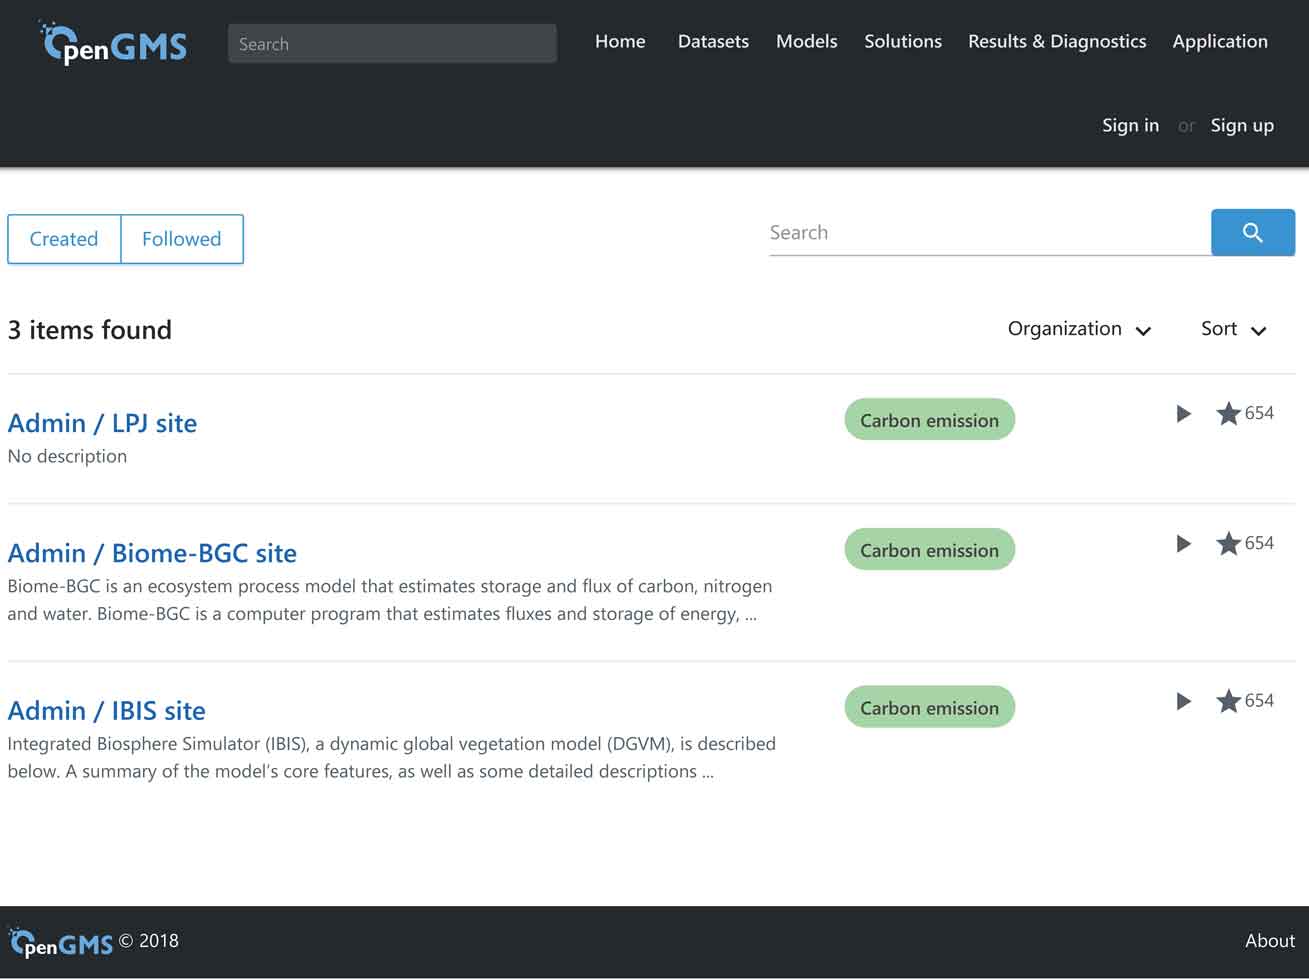 OpenGMS
Search
Home Datasets Models Solutions Results & Diagnostics Application
Sign in or Sign up
Created Followed
Search
3 items found
Organization Sort
Admin / LPJ site
Carbon emission
654
No description
Admin / Biome-BGC site
Carbon emission
654
Biome-BGC is an ecosystem process model that estimates storage and flux of carbon, nitrogen
and water. Biome-BGC is a computer program that estimates fluxes and storage of energy, ...
Admin / IBIS site
Carbon emission
654
Integrated Biosphere Simulator (IBIS), a dynamic global vegetation model (DGVM), is described
below. A summary of the model's core features, as well as some detailed descriptions ...
OpenGMS © 2018
About